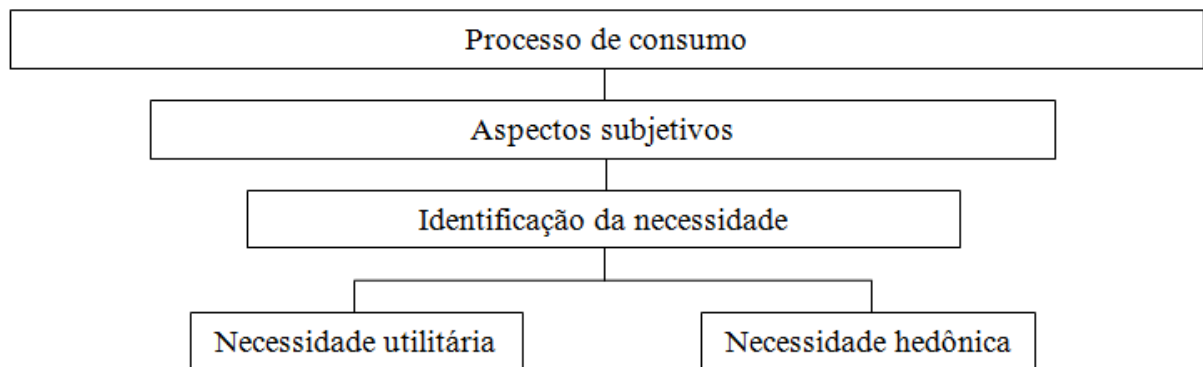 Processo de consumo
Aspectos subjetivos
Identificação da necessidade
Necessidade utilitária
Necessidade hedônica